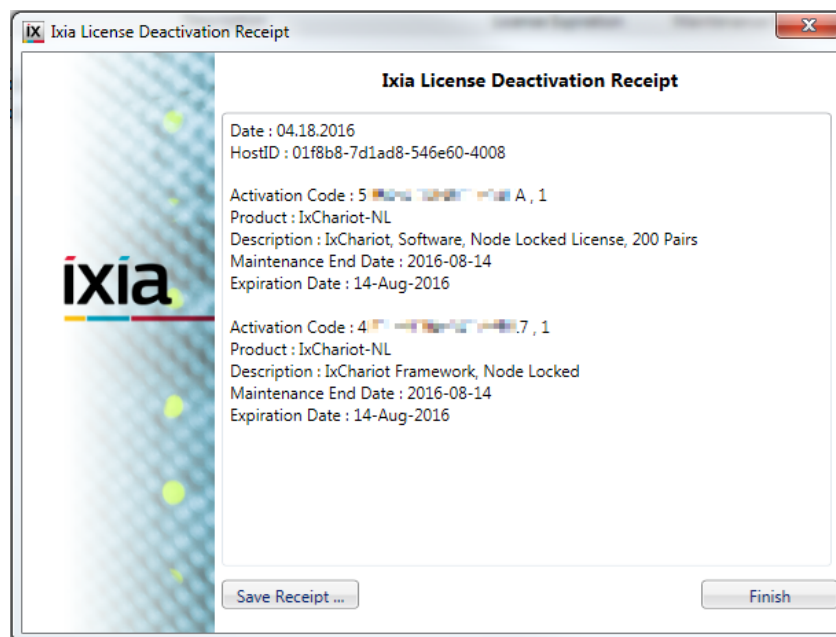 Ixia License Deactivation Receipt
Ixia License Deactivation Receipt
Date : 04.18.2016
HostID : 01f8b8-7d1ad8-546e60-4008
Activation Code : 5 A , 1
Product : IxChariot-NL
Description : IxChariot, Software, Node Locked License, 200 Pairs
Maintenance End Date : 2016-08-14
Expiration Date : 14-Aug-2016
Activation Code : 4 .7 , 1
Product : IxChariot-NL
Description : IxChariot Framework, Node Locked
Maintenance End Date : 2016-08-14
Expiration Date : 14-Aug-2016
ixia
Save Receipt ...
Finish